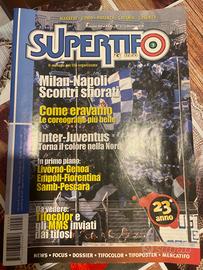 SUPERTIFO
Milan-Napoli
Scontri sfiorati
Come eravamo
Le coreografie più belle
Inter-Juventus
Torna il colore nella Nord
In primo piano:
Livorno-Genoa
Empoli-Fiorentina
Samb-Pescara
Da vedere:
Tifocolor e
gli MMS inviati
dai tifosi
23°
anno
NEWS • FOCUS • DOSSIER • TIFOCOLOR • TIFOPOSTER • MERCATIFO